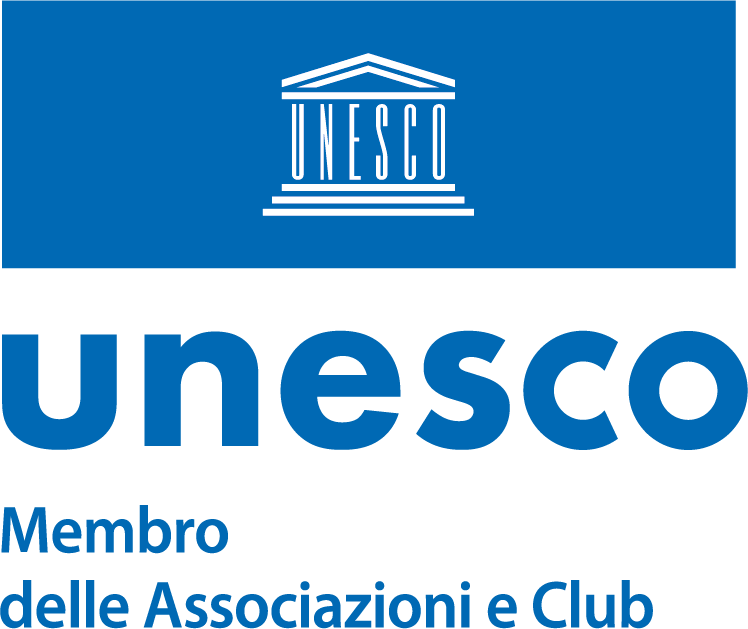 UNESCO
unesco
Membro
delle Associazioni e Club